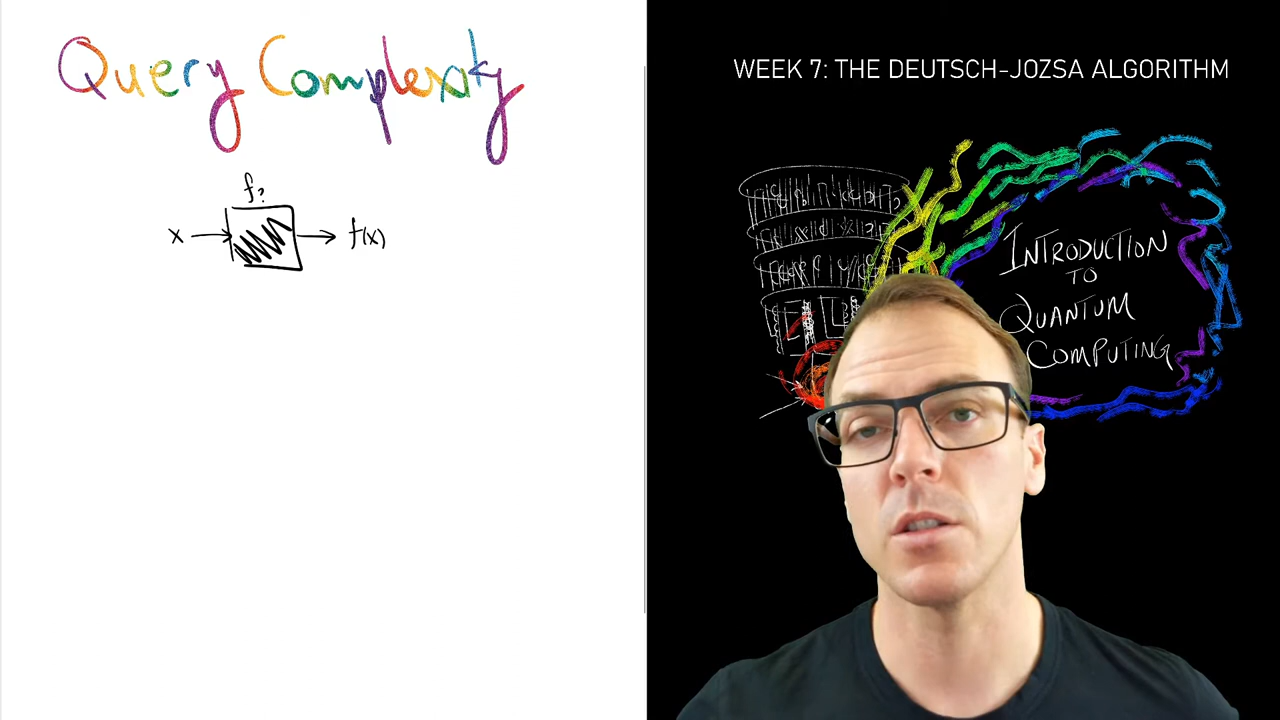 Query Complexity
f?
x → → f(x)
WEEK 7: THE DEUTSCH-JOZSA ALGORITHM
INTRODUCTION
TO
QUANTUM
COMPUTING